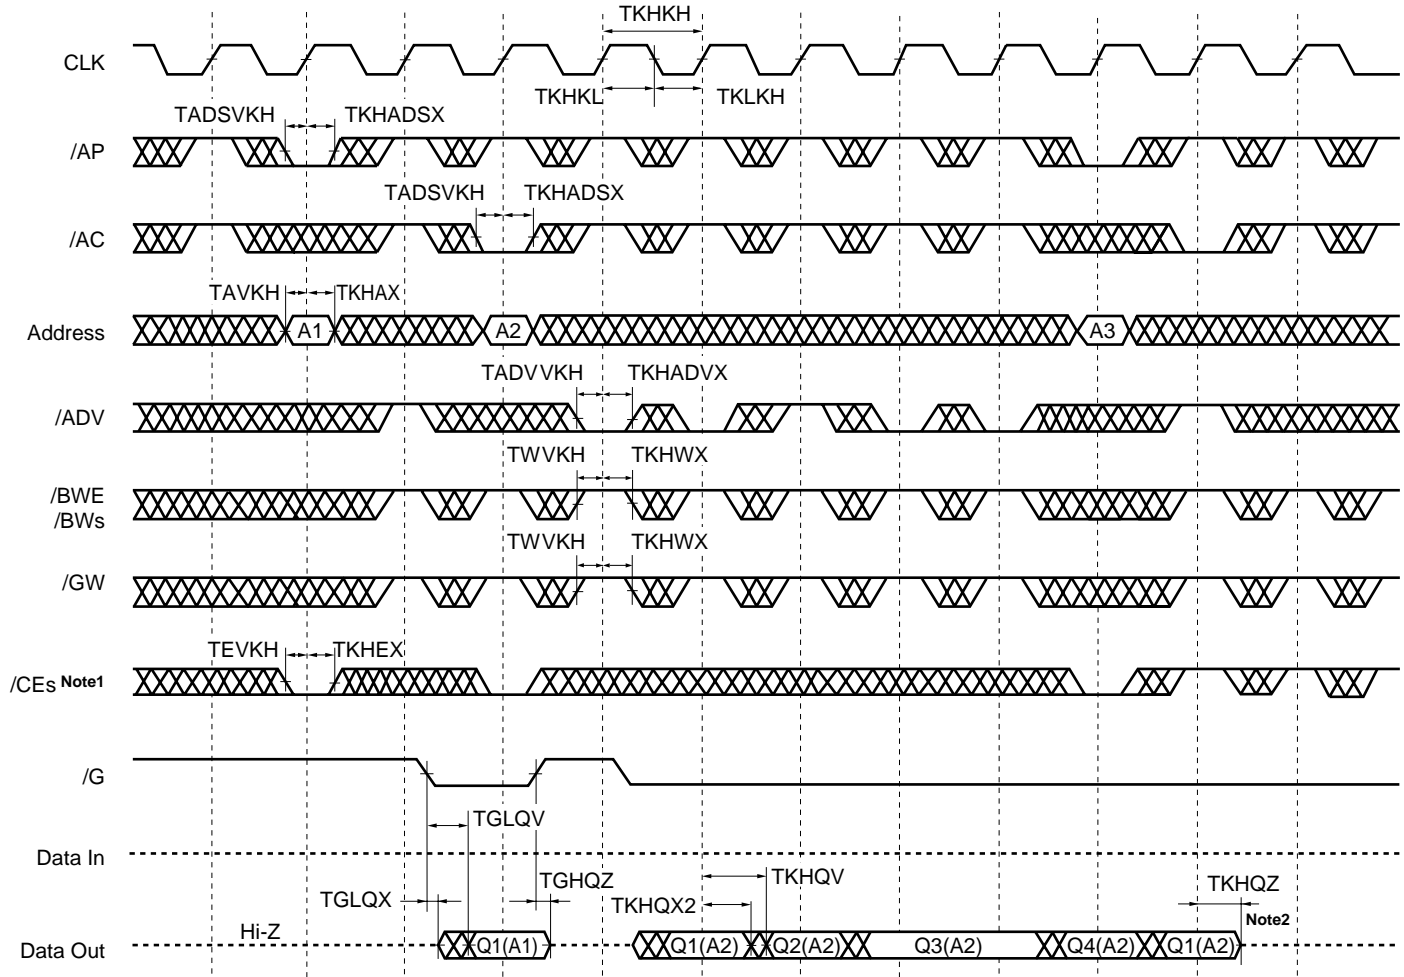 TKHKH
CLK
TKHKL TKLKH
TADSVKH TKHADSX
/AP
TADSVKH TKHADSX
/AC
TAVKH TKHAX
Address A1 A2 A3
TADVVKH TKHADVX
/ADV
TWVKH TKHWX
/BWE
/BWs
TWVKH TKHWX
/GW
TEVKH TKHEX
/CEs Note1
/G
TGLQV
Data In
TGLQX TGHQZ TKHQV TKHQZ
TKHQX2
Hi-Z Note2
Data Out Q1(A1) Q1(A2) Q2(A2) Q3(A2) Q4(A2) Q1(A2)